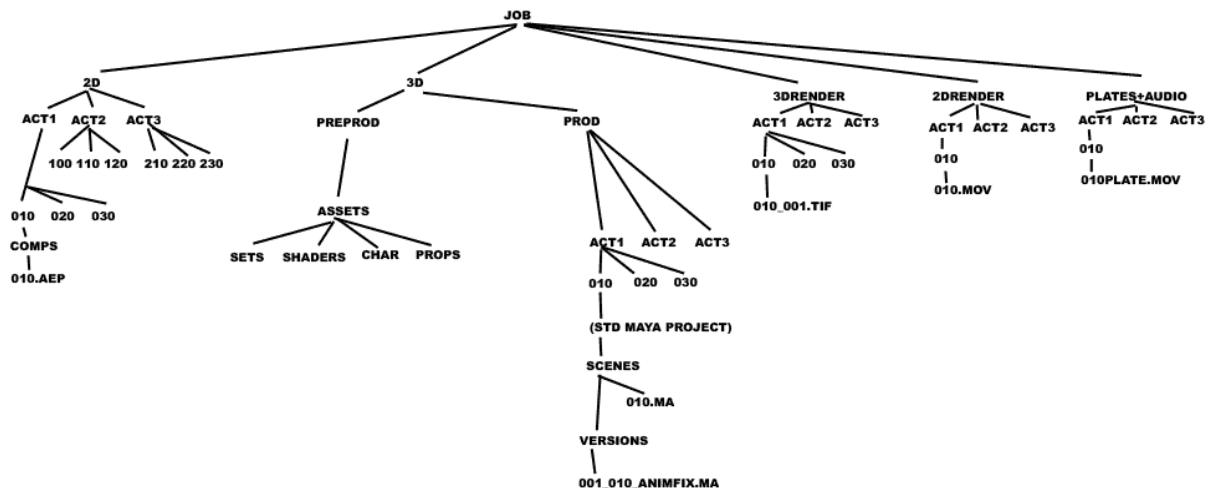 JOB
2D 3D 3DRENDER 2DRENDER PLATES+AUDIO
ACT1 ACT2 ACT3 PREPROD PROD ACT1 ACT2 ACT3 ACT1 ACT2 ACT3 ACT1 ACT2 ACT3
100 110 120 210 220 230 010 020 030 010 010
010.MOV 010PLATE.MOV
010_001.TIF
010 020 030 ASSETS
COMPS SETS SHADERS CHAR PROPS ACT1 ACT2 ACT3
010.AEP 010 020 030
(STD MAYA PROJECT)
SCENES
010.MA
VERSIONS
001_010_ANIMFIX.MA